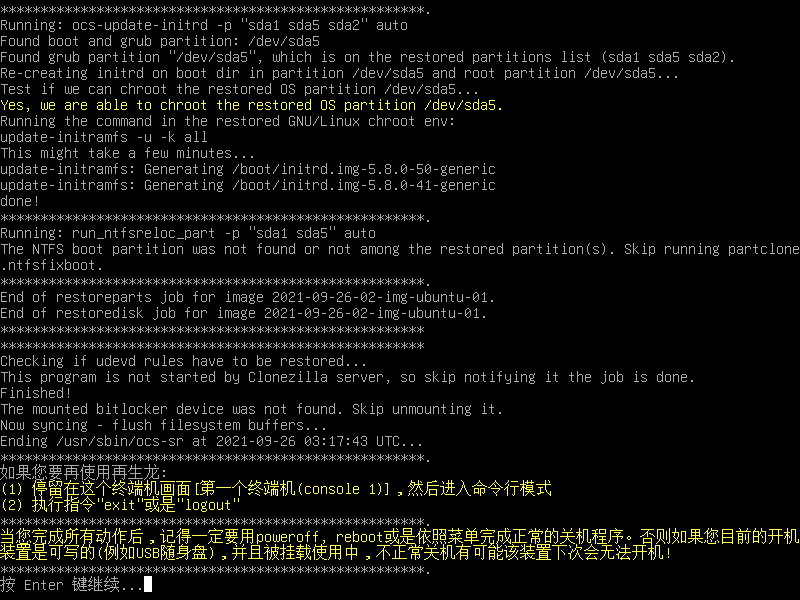 *****************************************************.
Running: ocs-update-initrd -p "sda1 sda5 sda2" auto
Found boot and grub partition: /dev/sda5
Found grub partition "/dev/sda5", which is on the restored partitions list (sda1 sda5 sda2).
Re-creating initrd on boot dir in partition /dev/sda5 and root partition /dev/sda5...
Test if we can chroot the restored OS partition /dev/sda5...
Yes, we are able to chroot the restored OS partition /dev/sda5.
Running the command in the restored GNU/Linux chroot env:
update-initramfs -u -k all
This might take a few minutes...
update-initramfs: Generating /boot/initrd.img-5.8.0-50-generic
update-initramfs: Generating /boot/initrd.img-5.8.0-41-generic
done!
*****************************************************.
Running: run_ntfsreloc_part -p "sda1 sda5" auto
The NTFS boot partition was not found or not among the restored partition(s). Skip running partclone
.ntfsfixboot.
*****************************************************.
End of restoreparts job for image 2021-09-26-02-img-ubuntu-01.
End of restoredisk job for image 2021-09-26-02-img-ubuntu-01.
*****************************************************
*****************************************************
Checking if udevd rules have to be restored...
This program is not started by Clonezilla server, so skip notifying it the job is done.
Finished!
The mounted bitlocker device was not found. Skip unmounting it.
Now syncing - flush filesystem buffers...
Ending /usr/sbin/ocs-sr at 2021-09-26 03:17:43 UTC...
*****************************************************.
如果您要再使用再生龙:
(1) 停留在这个终端机画面[第一个终端机(console 1)]，然后进入命令行模式
(2) 执行指令"exit"或是"logout"
*****************************************************.
当您完成所有动作后，记得一定要用poweroff, reboot或是依照菜单完成正常的关机程序。否则如果您目前的开机
装置是可写的(例如USB随身盘)，并且被挂载使用中，不正常关机有可能该装置下次会无法开机!
*****************************************************.
按 Enter 键继续...